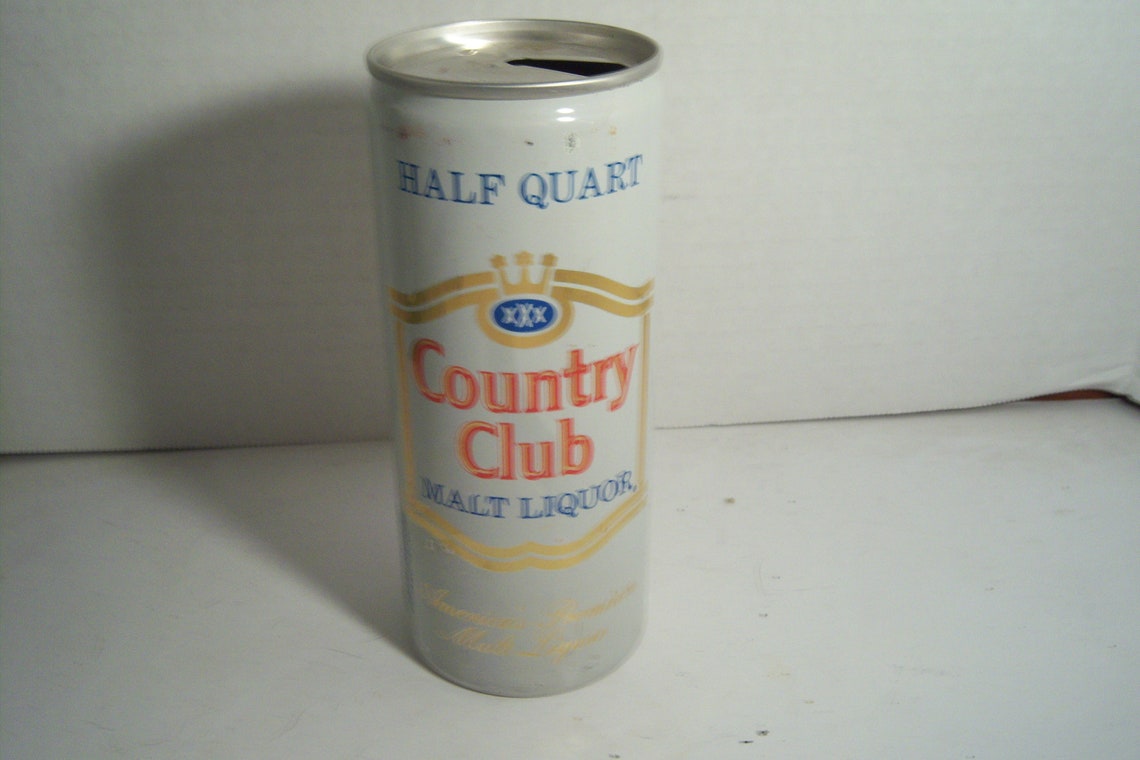 HALF QUART
XXX
Country
Club
MALT LIQUOR
American Premium
Malt Liquor